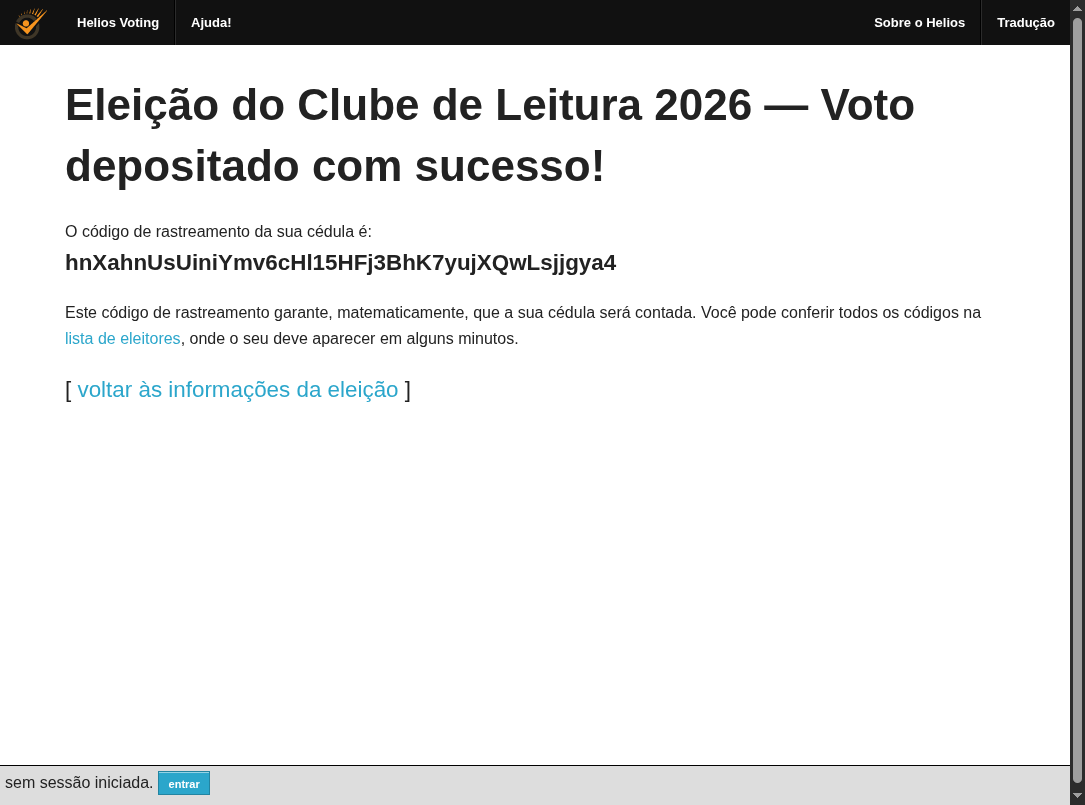 Helios Voting Ajuda! Sobre o Helios Tradução
Eleição do Clube de Leitura 2026 — Voto
depositado com sucesso!
O código de rastreamento da sua cédula é:
hnXahnUsUiniYmv6cHl15HFj3BhK7yujXQwLsjjgya4
Este código de rastreamento garante, matematicamente, que a sua cédula será contada. Você pode conferir todos os códigos na
lista de eleitores, onde o seu deve aparecer em alguns minutos.
[ voltar às informações da eleição ]
sem sessão iniciada. entrar